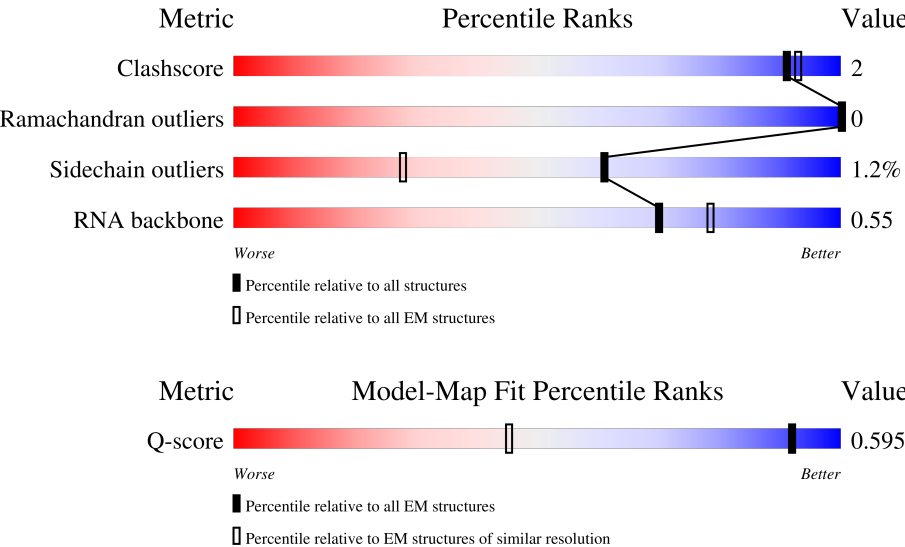 Metric Percentile Ranks Value
Clashscore 2
Ramachandran outliers 0
Sidechain outliers 1.2%
RNA backbone 0.55
Worse Better
Percentile relative to all structures
Percentile relative to all EM structures
Metric Model-Map Fit Percentile Ranks Value
Q-score 0.595
Worse Better
Percentile relative to all EM structures
Percentile relative to EM structures of similar resolution